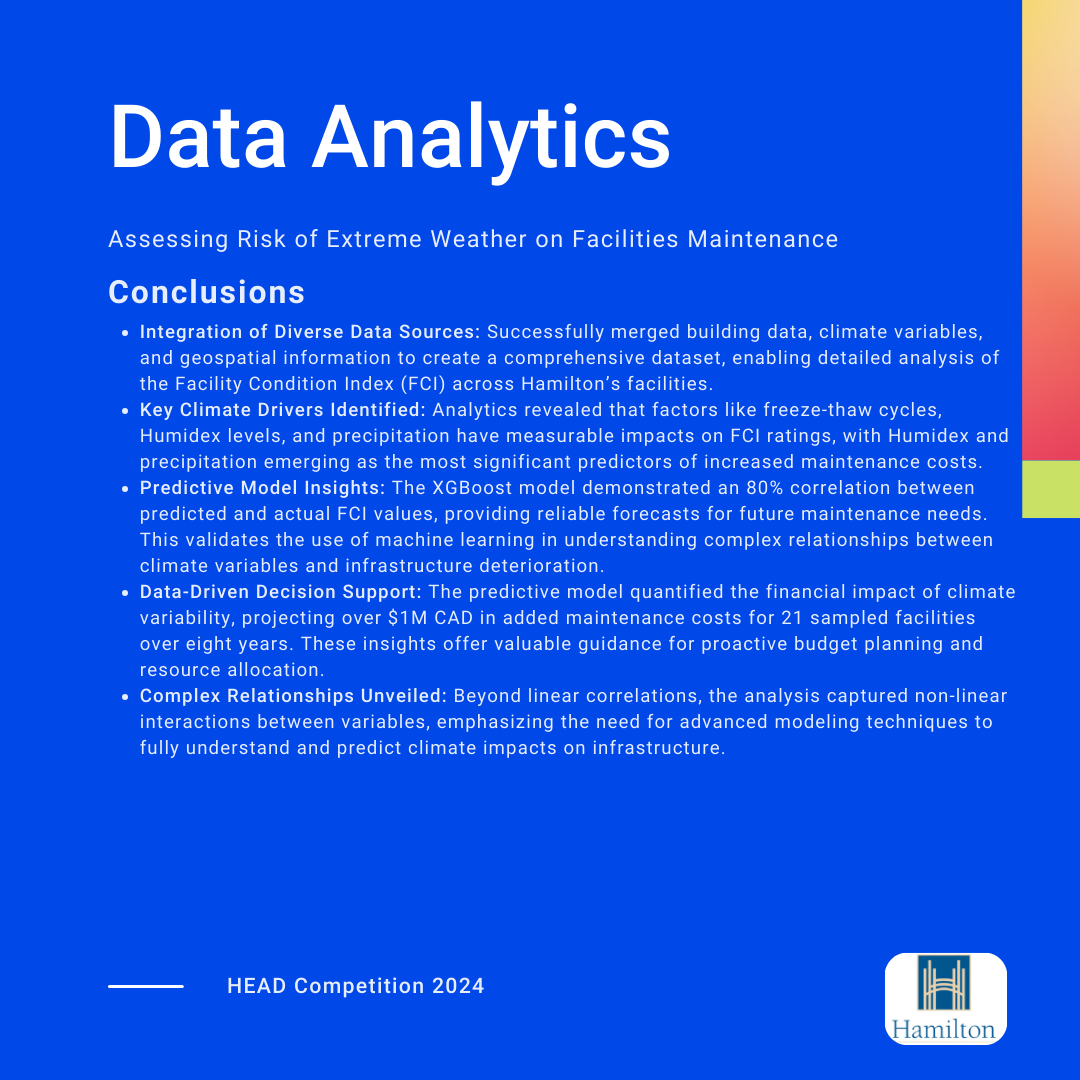 Data Analytics
Assessing Risk of Extreme Weather on Facilities Maintenance
Conclusions
• Integration of Diverse Data Sources: Successfully merged building data, climate variables,
and geospatial information to create a comprehensive dataset, enabling detailed analysis of
the Facility Condition Index (FCI) across Hamilton’s facilities.
• Key Climate Drivers Identified: Analytics revealed that factors like freeze-thaw cycles,
Humidex levels, and precipitation have measurable impacts on FCI ratings, with Humidex and
precipitation emerging as the most significant predictors of increased maintenance costs.
• Predictive Model Insights: The XGBoost model demonstrated an 80% correlation between
predicted and actual FCI values, providing reliable forecasts for future maintenance needs.
This validates the use of machine learning in understanding complex relationships between
climate variables and infrastructure deterioration.
• Data-Driven Decision Support: The predictive model quantified the financial impact of climate
variability, projecting over $1M CAD in added maintenance costs for 21 sampled facilities
over eight years. These insights offer valuable guidance for proactive budget planning and
resource allocation.
• Complex Relationships Unveiled: Beyond linear correlations, the analysis captured non-linear
interactions between variables, emphasizing the need for advanced modeling techniques to
fully understand and predict climate impacts on infrastructure.
HEAD Competition 2024
Hamilton